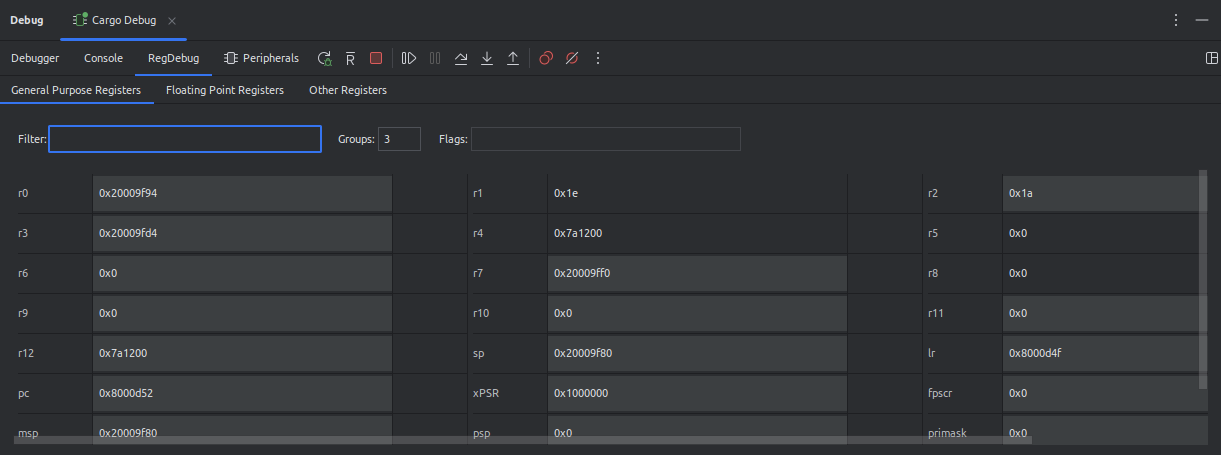 Debug Cargo Debug
Debugger Console RegDebug Peripherals
General Purpose Registers Floating Point Registers Other Registers
Filter: Groups: 3 Flags:
r0 0x20009f94 r1 0x1e r2 0x1a
r3 0x20009fd4 r4 0x7a1200 r5 0x0
r6 0x0 r7 0x20009ff0 r8 0x0
r9 0x0 r10 0x0 r11 0x0
r12 0x7a1200 sp 0x20009f80 lr 0x8000d4f
pc 0x8000d52 xPSR 0x1000000 fpscr 0x0
msp 0x20009f80 psp 0x0 primask 0x0